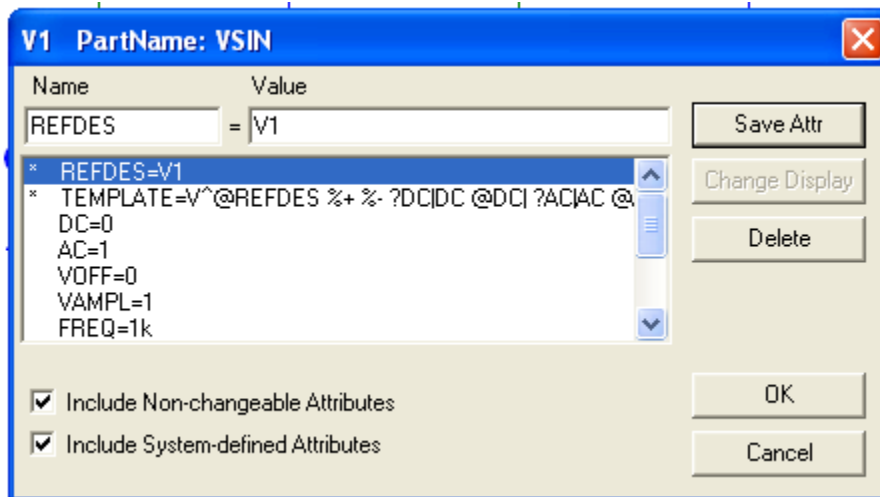 V1 PartName: VSIN
Name Value
REFDES = V1
Save Attr
* REFDES=V1
* TEMPLATE=V^@REFDES %+ %- ?DC|DC @DC| ?AC|AC @
Change Display
DC=0
AC=1
Delete
VOFF=0
VAMPL=1
FREQ=1k
Include Non-changeable Attributes
OK
Include System-defined Attributes
Cancel